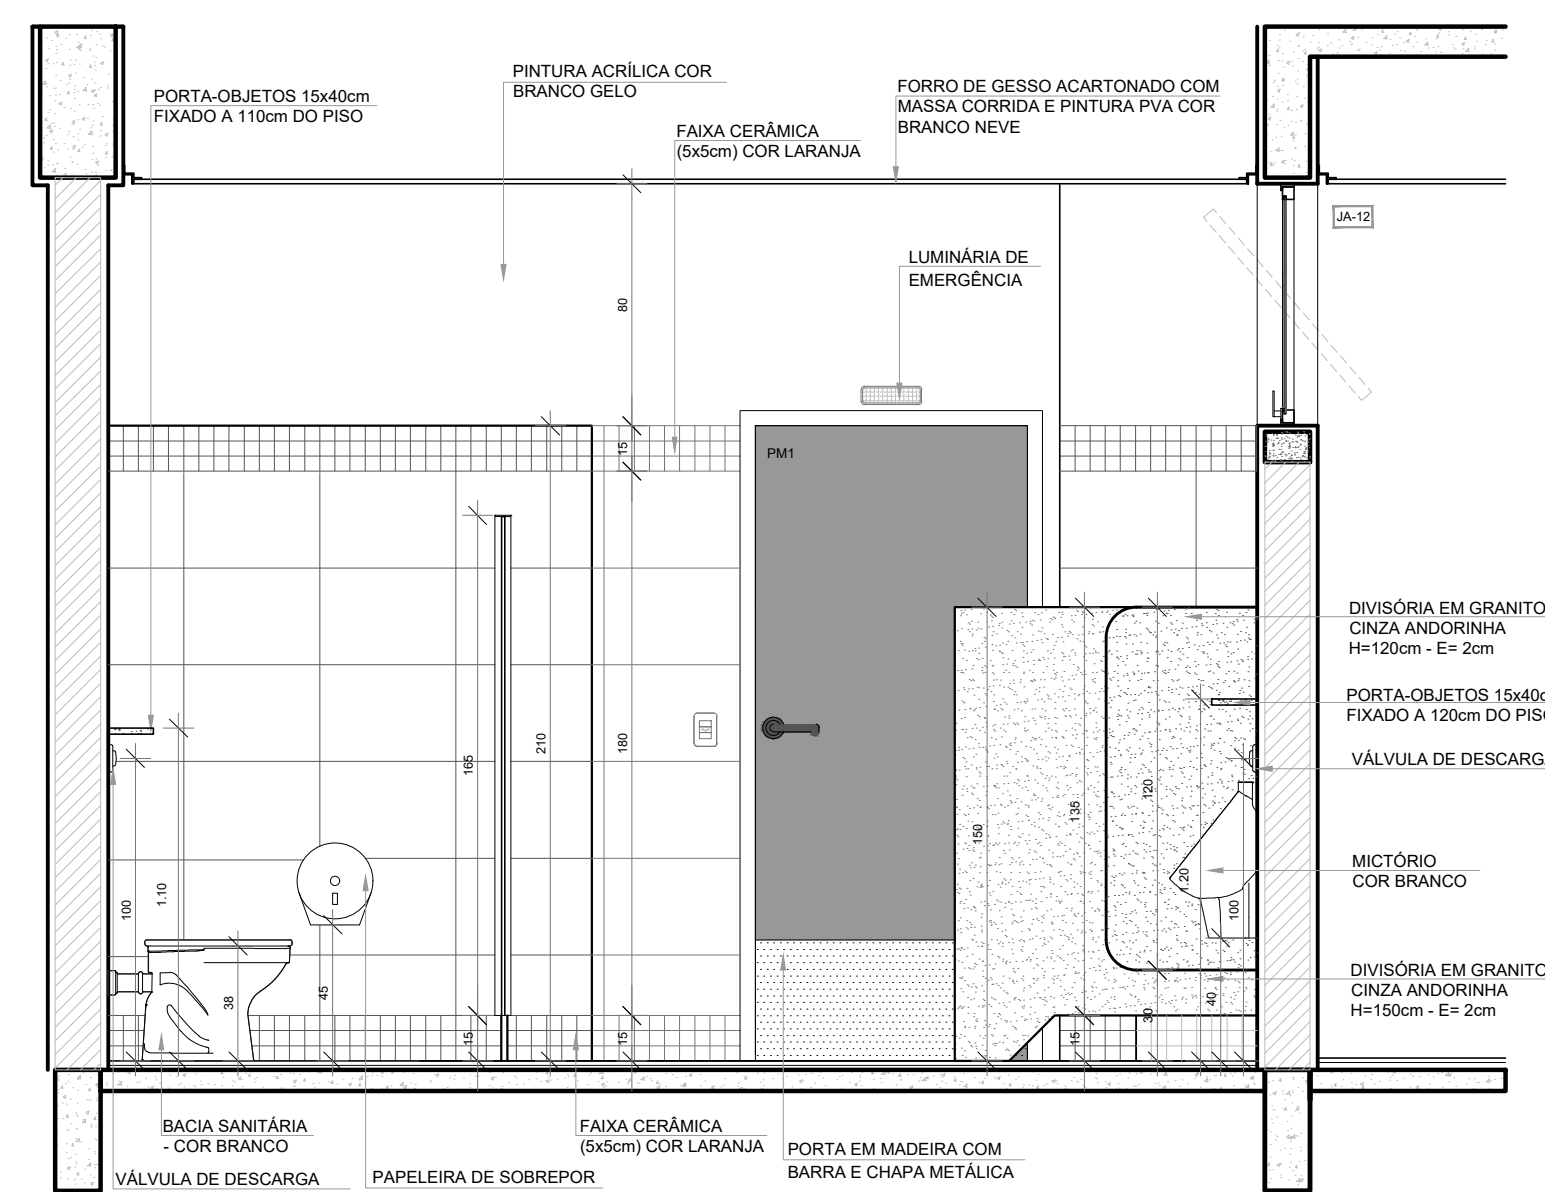 PINTURA ACRÍLICA COR
BRANCO GELO
PORTA-OBJETOS 15x40cm
FIXADO A 110cm DO PISO
FORRO DE GESSO ACARTONADO COM
MASSA CORRIDA E PINTURA PVA COR
BRANCO NEVE
FAIXA CERÂMICA
(5x5cm) COR LARANJA
JA-12
LUMINÁRIA DE
EMERGÊNCIA
80
15
PM1
DIVISÓRIA EM GRANITO
CINZA ANDORINHA
H=120cm - E= 2cm
PORTA-OBJETOS 15x40c
FIXADO A 120cm DO PISO
VÁLVULA DE DESCARGA
165
210
180
150
135
120
1.20
100
MICTÓRIO
COR BRANCO
100
1.10
38
45
15
15
15
30
40
DIVISÓRIA EM GRANITO
CINZA ANDORINHA
H=150cm - E= 2cm
BACIA SANITÁRIA
- COR BRANCO
FAIXA CERÂMICA
(5x5cm) COR LARANJA
PORTA EM MADEIRA COM
BARRA E CHAPA METÁLICA
VÁLVULA DE DESCARGA
PAPELEIRA DE SOBREPOR